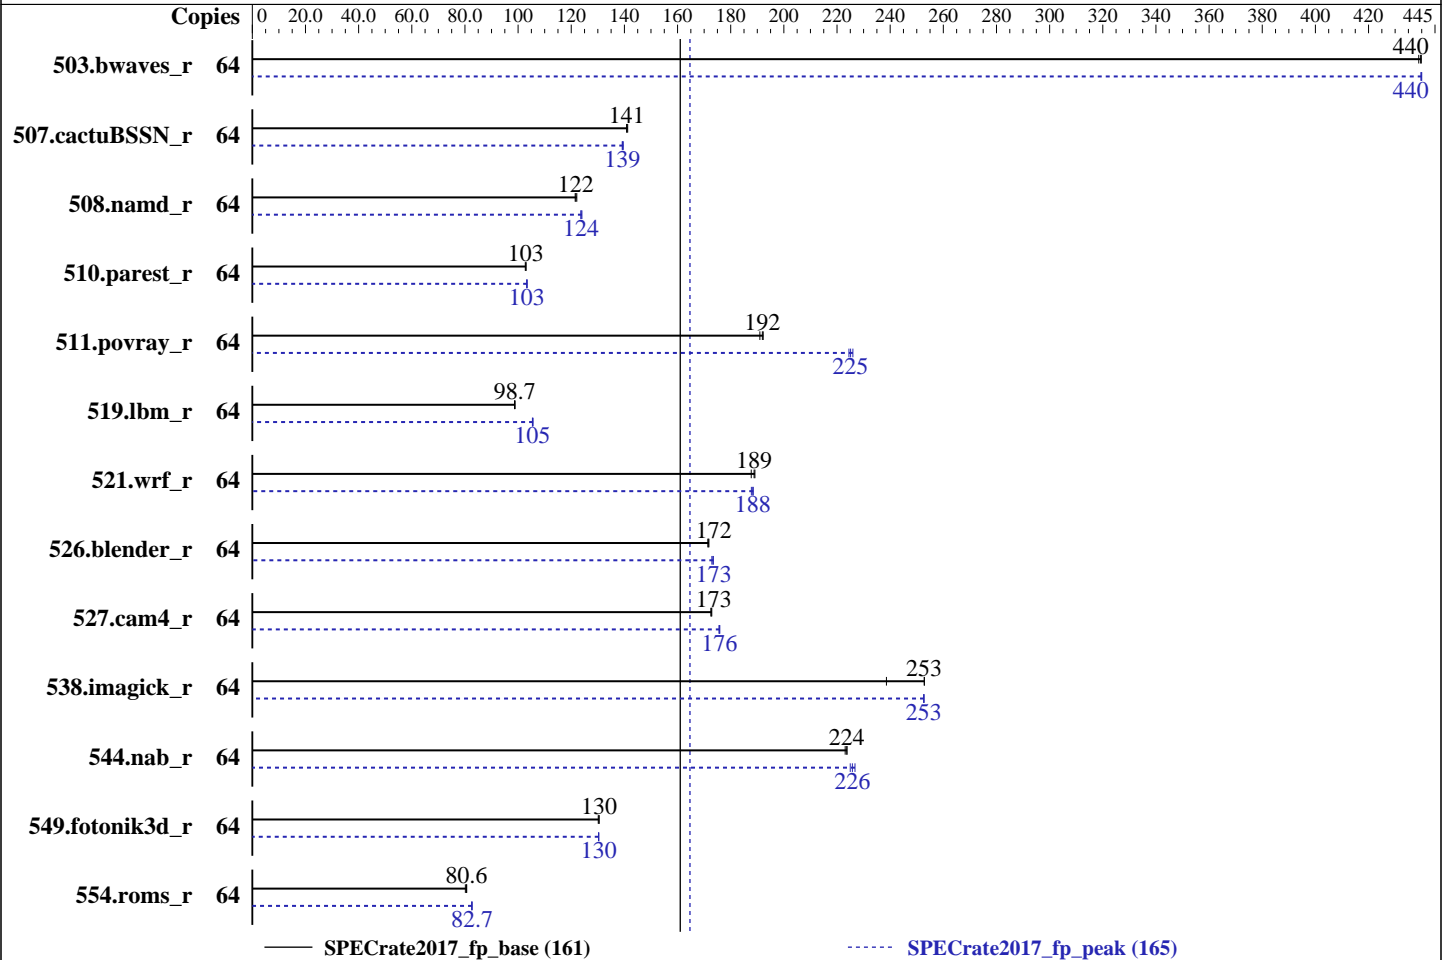 Copies 0 20.0 40.0 60.0 80.0 100 120 140 160 180 200 220 240 260 280 300 320 340 360 380 400 420 445
503.bwaves_r 64 440
440
507.cactuBSSN_r 64 141
139
508.namd_r 64 122
124
510.parest_r 64 103
103
511.povray_r 64 192
225
519.lbm_r 64 98.7
105
521.wrf_r 64 189
188
526.blender_r 64 172
173
527.cam4_r 64 173
176
538.imagick_r 64 253
253
544.nab_r 64 224
226
549.fotonik3d_r 64 130
130
554.roms_r 64 80.6
82.7
SPECrate2017_fp_base (161) SPECrate2017_fp_peak (165)